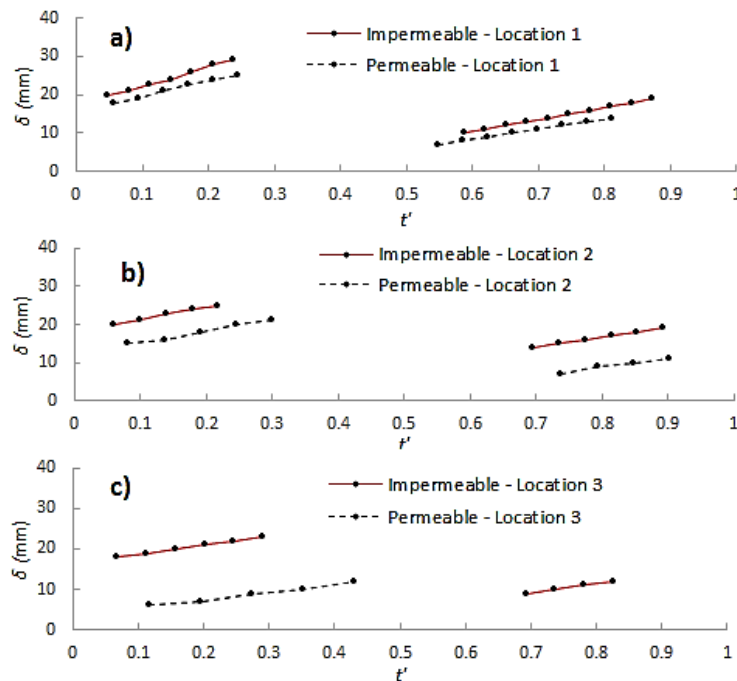 a)
Impermeable - Location 1
Permeable - Location 1
δ (mm)
40
30
20
10
0
0 0.1 0.2 0.3 0.4 0.5 0.6 0.7 0.8 0.9 1
t'
b)
Impermeable - Location 2
Permeable - Location 2
δ (mm)
40
30
20
10
0
0 0.1 0.2 0.3 0.4 0.5 0.6 0.7 0.8 0.9 1
t'
c)
Impermeable - Location 3
Permeable - Location 3
δ (mm)
40
30
20
10
0
0 0.1 0.2 0.3 0.4 0.5 0.6 0.7 0.8 0.9 1
t'